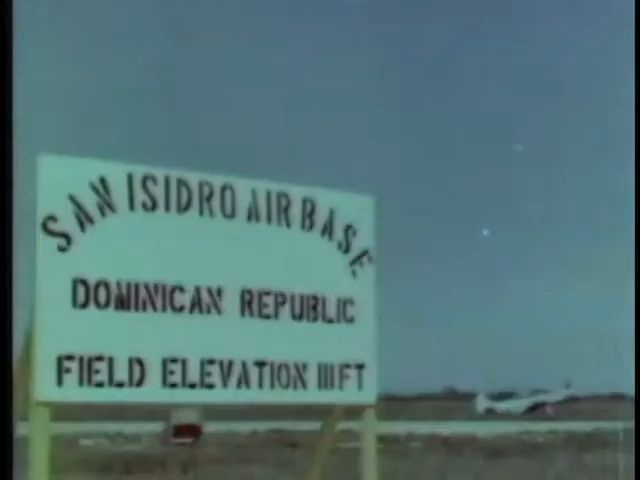 SAN ISIDRO AIR BASE
DOMINICAN REPUBLIC
FIELD ELEVATION 111 FT